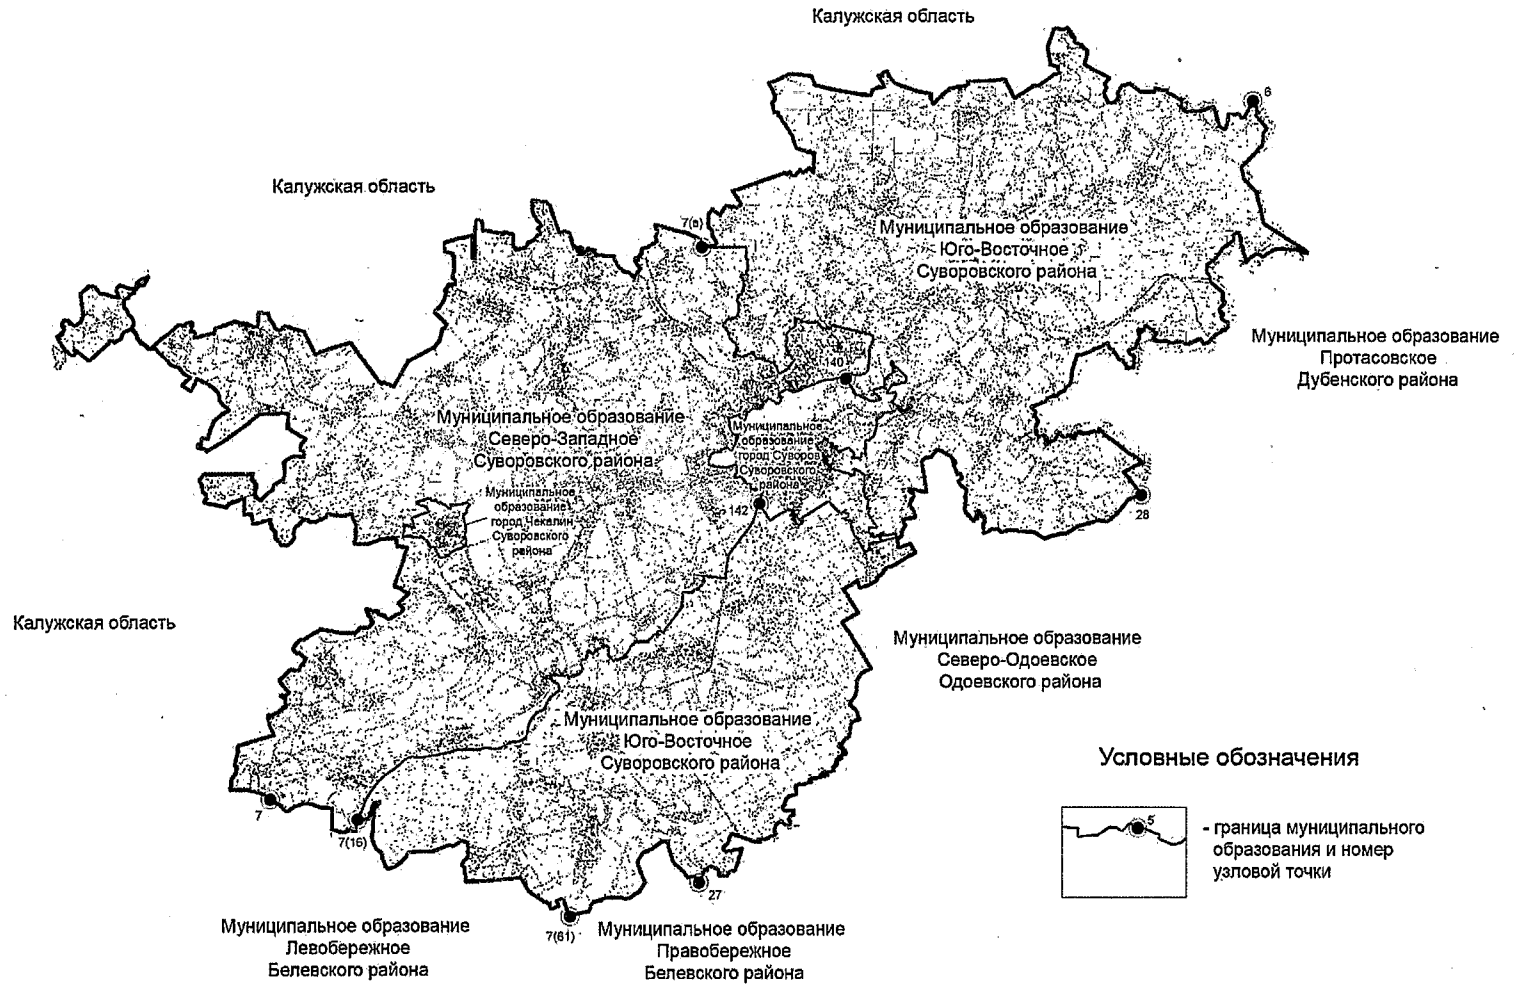 Калужская область
6
Калужская область
7(в)
Муниципальное образование
Юго-Восточное
Суворовского района
Муниципальное образование
Протасовское
Дубенского района
140
Муниципальное образование
Северо-Западное
Суворовского района
Муниципальное
образование
город Суворов
Суворовского
района
Муниципальное
образование
город Чекалин
Суворовского
района
142
28
Калужская область
Муниципальное образование
Северо-Одоевское
Одоевского района
Муниципальное образование
Юго-Восточное
Суворовского района
7
7(16)
27
7(61)
Муниципальное образование
Левобережное
Белевского района
Муниципальное образование
Правобережное
Белевского района
Условные обозначения
5
- граница муниципального
образования и номер
узловой точки